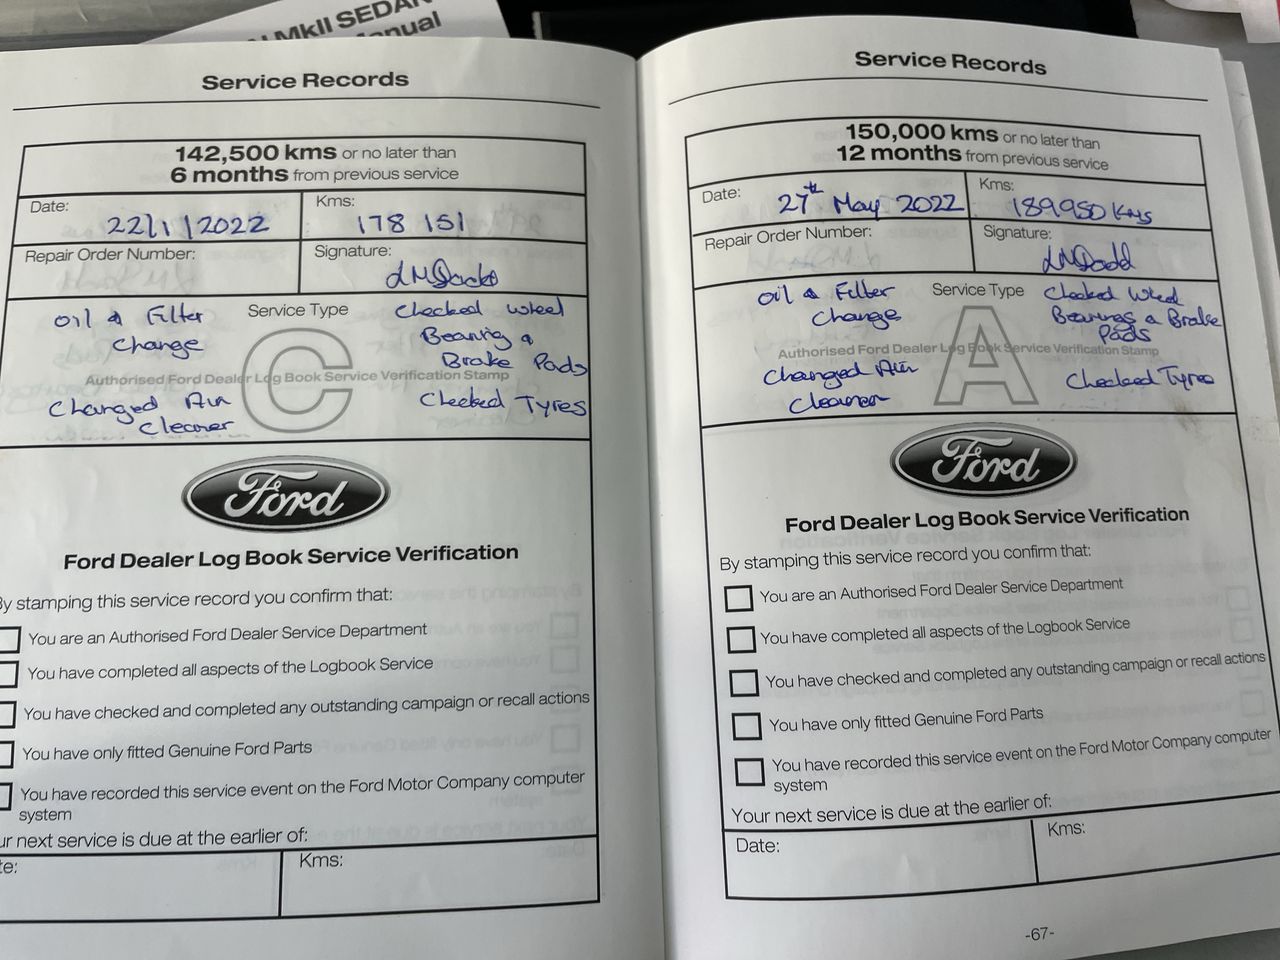 MkII SEDAN
Manual
Service Records
142,500 kms or no later than
6 months from previous service
Date:
22/1/2022
Kms:
178 151
Repair Order Number:
Signature:
Oil & Filter
Change
Service Type
C
Checked Wheel
Bearing &
Brake Pads
Authorised Ford Dealer Log Book Service Verification Stamp
Changed Air
Cleaner
Checked Tyres
Ford
Ford Dealer Log Book Service Verification
By stamping this service record you confirm that:
You are an Authorised Ford Dealer Service Department
You have completed all aspects of the Logbook Service
You have checked and completed any outstanding campaign or recall actions
You have only fitted Genuine Ford Parts
You have recorded this service event on the Ford Motor Company computer
system
ur next service is due at the earlier of:
te:
Kms:
Service Records
150,000 kms or no later than
12 months from previous service
Date:
27th May 2022
Kms:
189950 Kms
Repair Order Number:
Signature:
LMDodd
Oil & Filter
Change
Service Type
A
Checked Wheel
Bearings & Brake
Pads
Authorised Ford Dealer Log Book Service Verification Stamp
Changed Air
Cleaner
Checked Tyres
Ford
Ford Dealer Log Book Service Verification
By stamping this service record you confirm that:
You are an Authorised Ford Dealer Service Department
You have completed all aspects of the Logbook Service
You have checked and completed any outstanding campaign or recall actions
You have only fitted Genuine Ford Parts
You have recorded this service event on the Ford Motor Company computer
system
Your next service is due at the earlier of:
Date:
Kms:
-67-